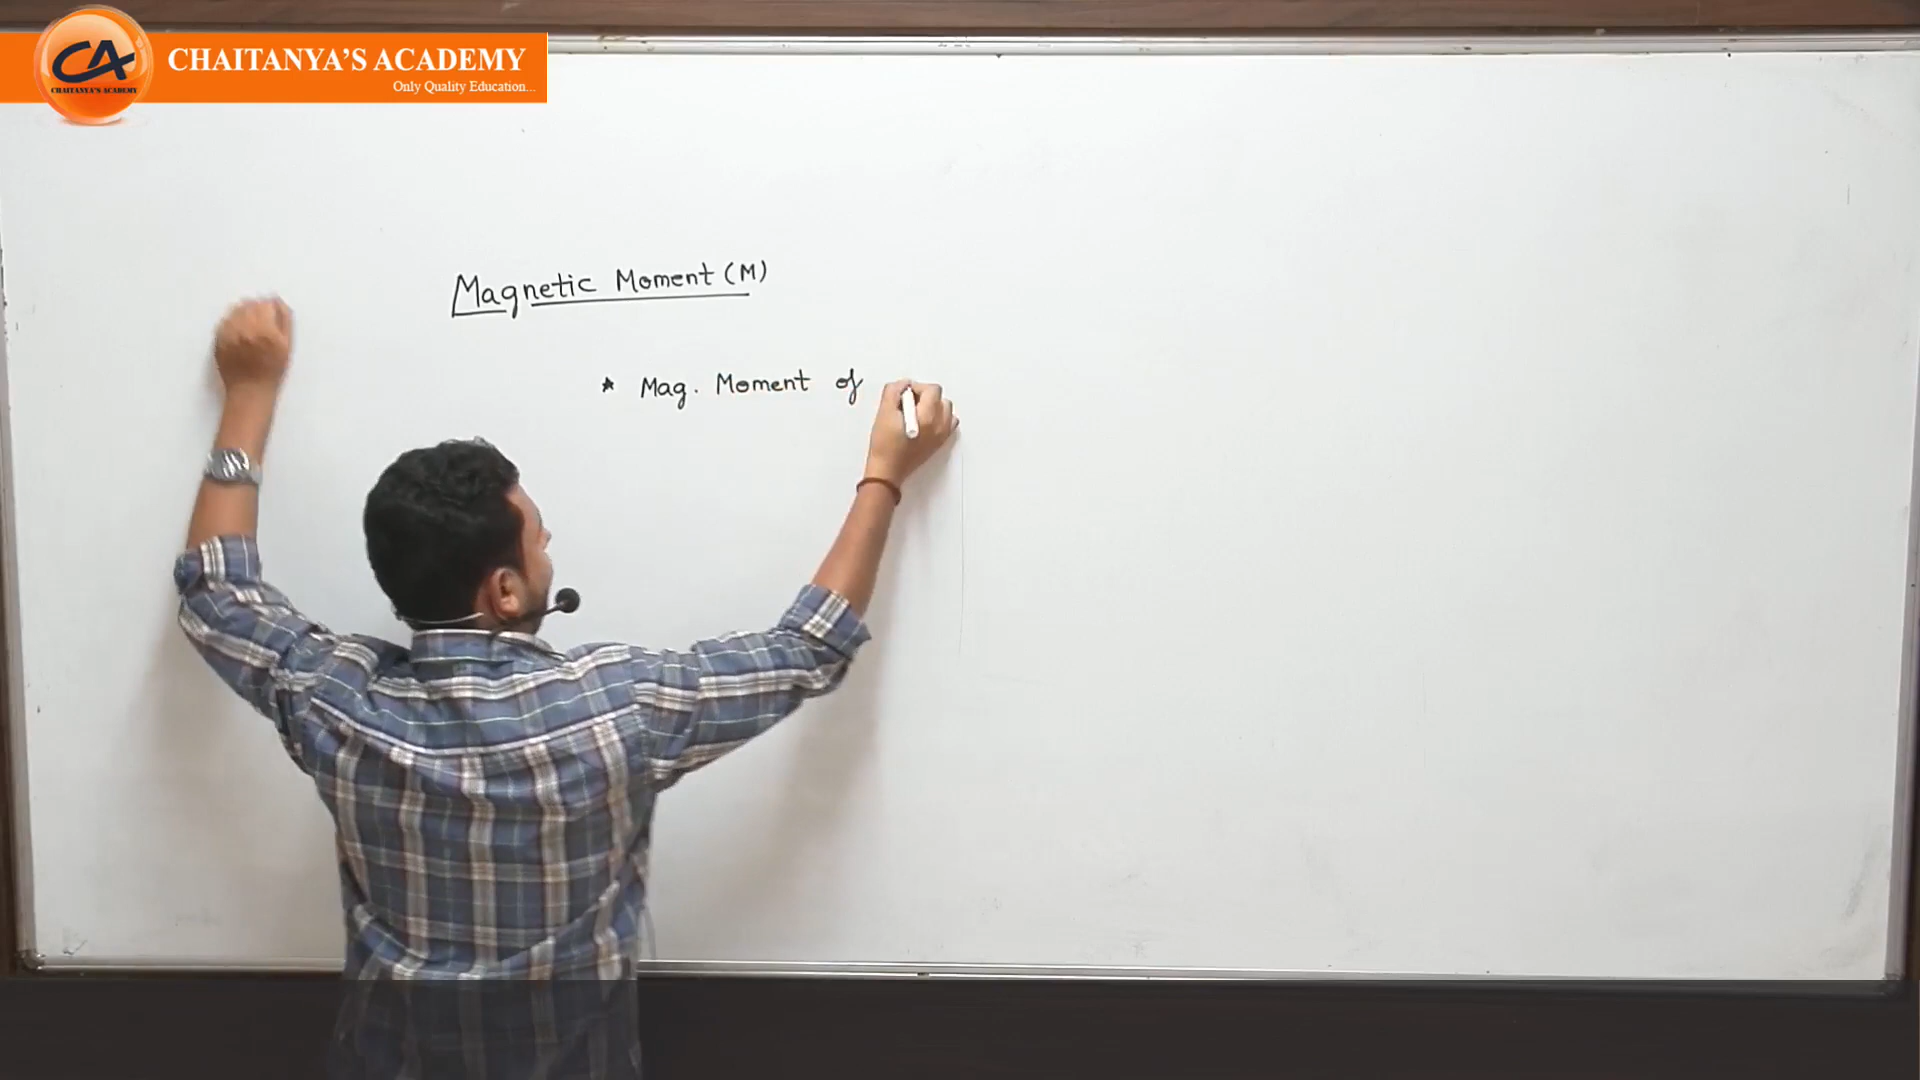 CA
CHAITANYA'S ACADEMY
CHAITANYA'S ACADEMY
Only Quality Education...
Magnetic Moment (M)
* Mag. Moment of